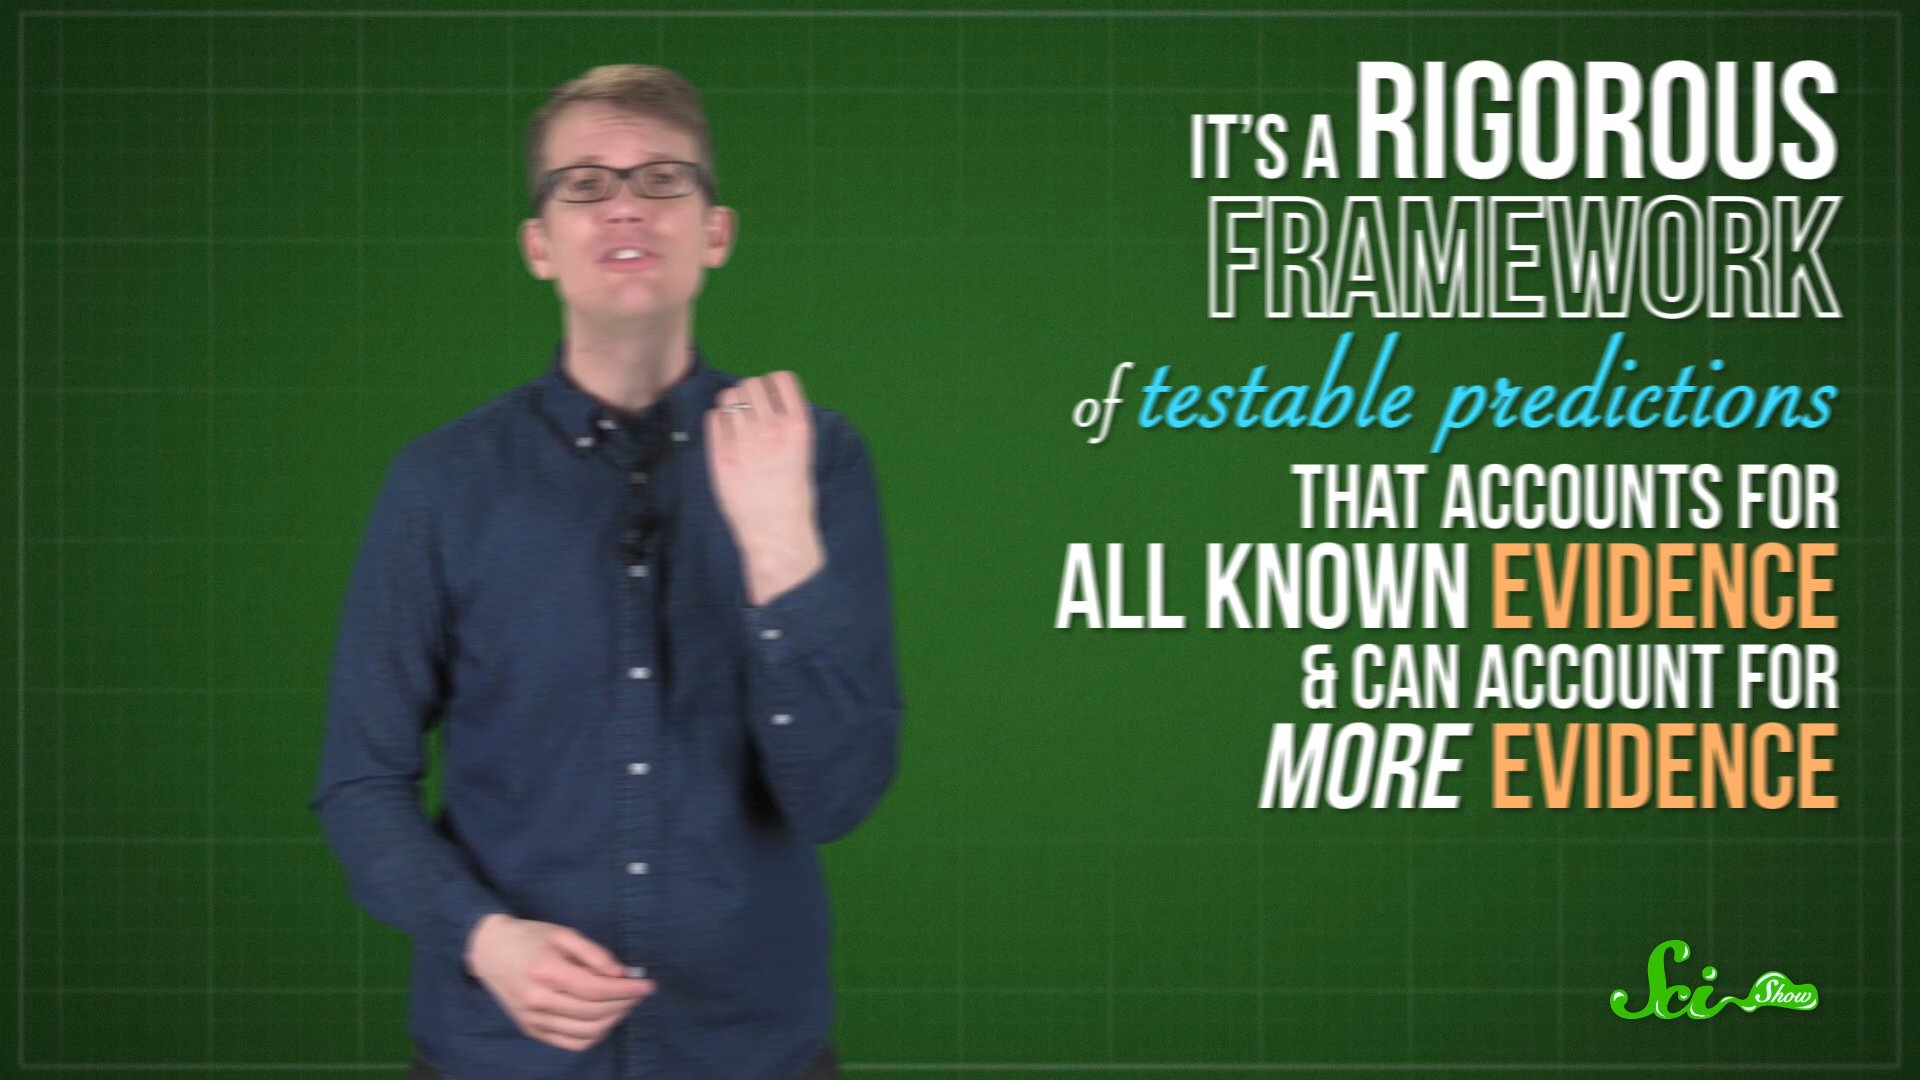 IT'S A RIGOROUS
FRAMEWORK
of testable predictions
THAT ACCOUNTS FOR
ALL KNOWN EVIDENCE
& CAN ACCOUNT FOR
MORE EVIDENCE
Sci Show